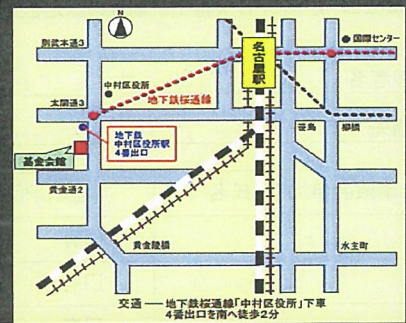 N
則武本通3
名古屋駅
国際センター
中村区役所
地下鉄桜通線
太閤通3
地下鉄
中村区役所駅
4番出口
笹島
柳橋
基金会館
黄金通2
黄金陸橋
水主町
交通 ── 地下鉄桜通線「中村区役所」下車
4番出口を南へ徒歩2分